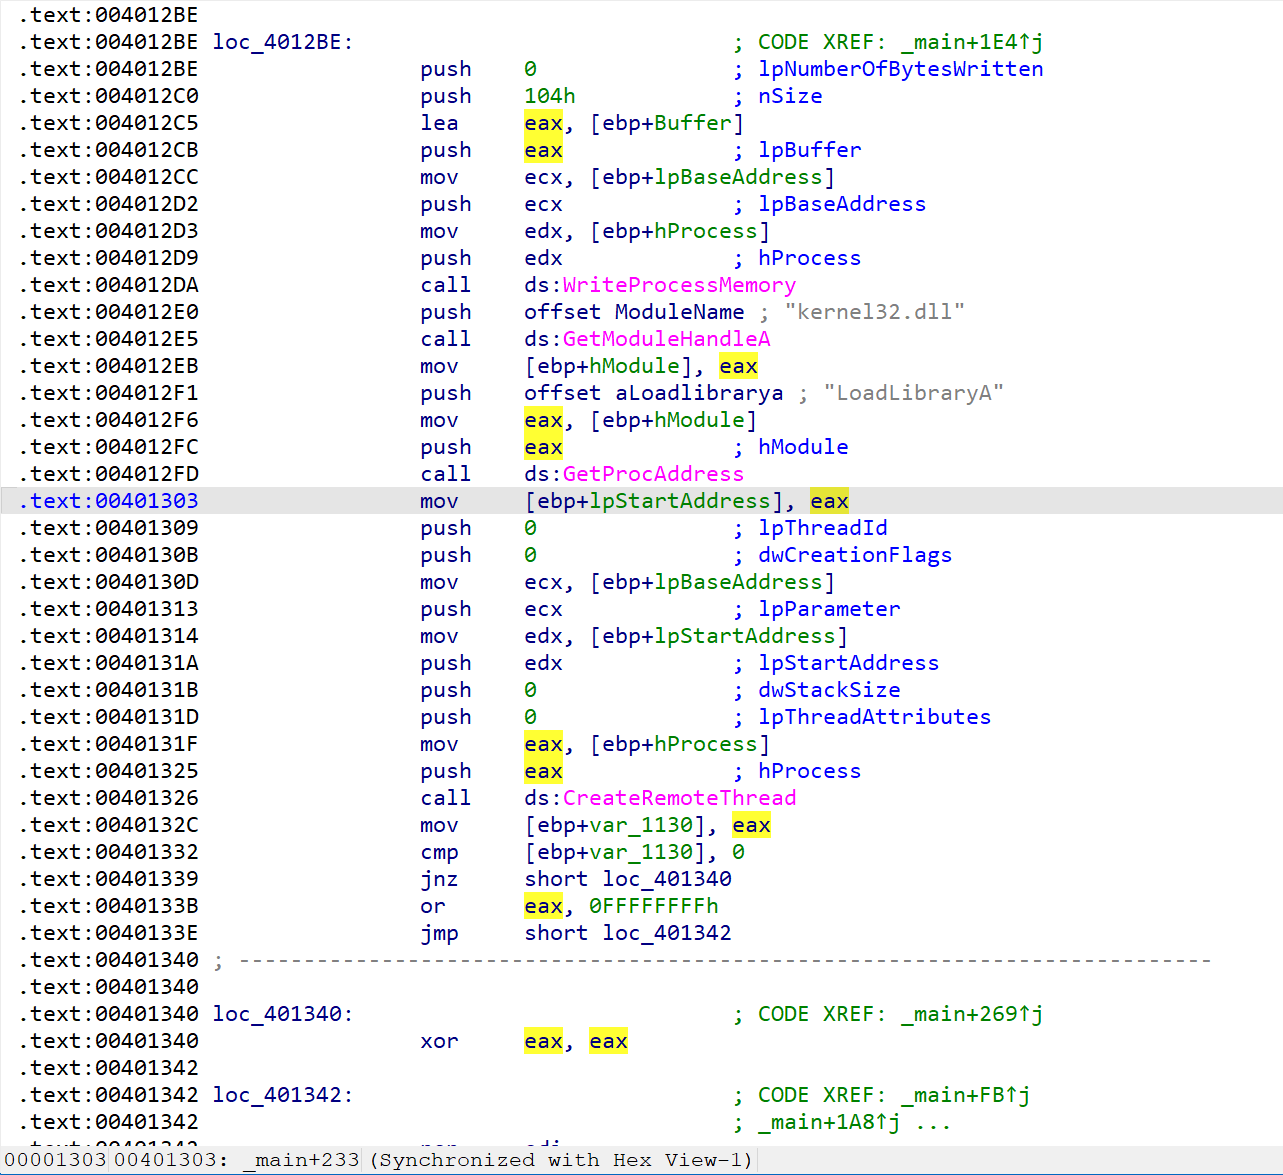 .text:004012BE
.text:004012BE loc_4012BE: ; CODE XREF: _main+1E4↑j
.text:004012BE push 0 ; lpNumberOfBytesWritten
.text:004012C0 push 104h ; nSize
.text:004012C5 lea eax, [ebp+Buffer]
.text:004012CB push eax ; lpBuffer
.text:004012CC mov ecx, [ebp+lpBaseAddress]
.text:004012D2 push ecx ; lpBaseAddress
.text:004012D3 mov edx, [ebp+hProcess]
.text:004012D9 push edx ; hProcess
.text:004012DA call ds:WriteProcessMemory
.text:004012E0 push offset ModuleName ; "kernel32.dll"
.text:004012E5 call ds:GetModuleHandleA
.text:004012EB mov [ebp+hModule], eax
.text:004012F1 push offset aLoadlibrarya ; "LoadLibraryA"
.text:004012F6 mov eax, [ebp+hModule]
.text:004012FC push eax ; hModule
.text:004012FD call ds:GetProcAddress
.text:00401303 mov [ebp+lpStartAddress], eax
.text:00401309 push 0 ; lpThreadId
.text:0040130B push 0 ; dwCreationFlags
.text:0040130D mov ecx, [ebp+lpBaseAddress]
.text:00401313 push ecx ; lpParameter
.text:00401314 mov edx, [ebp+lpStartAddress]
.text:0040131A push edx ; lpStartAddress
.text:0040131B push 0 ; dwStackSize
.text:0040131D push 0 ; lpThreadAttributes
.text:0040131F mov eax, [ebp+hProcess]
.text:00401325 push eax ; hProcess
.text:00401326 call ds:CreateRemoteThread
.text:0040132C mov [ebp+var_1130], eax
.text:00401332 cmp [ebp+var_1130], 0
.text:00401339 jnz short loc_401340
.text:0040133B or eax, 0FFFFFFFFh
.text:0040133E jmp short loc_401342
.text:00401340 ; ---------------------------------------------------------------------------
.text:00401340
.text:00401340 loc_401340: ; CODE XREF: _main+269↑j
.text:00401340 xor eax, eax
.text:00401342
.text:00401342 loc_401342: ; CODE XREF: _main+FB↑j
.text:00401342 ; _main+1A8↑j ...
00001303 00401303: _main+233 (Synchronized with Hex View-1)